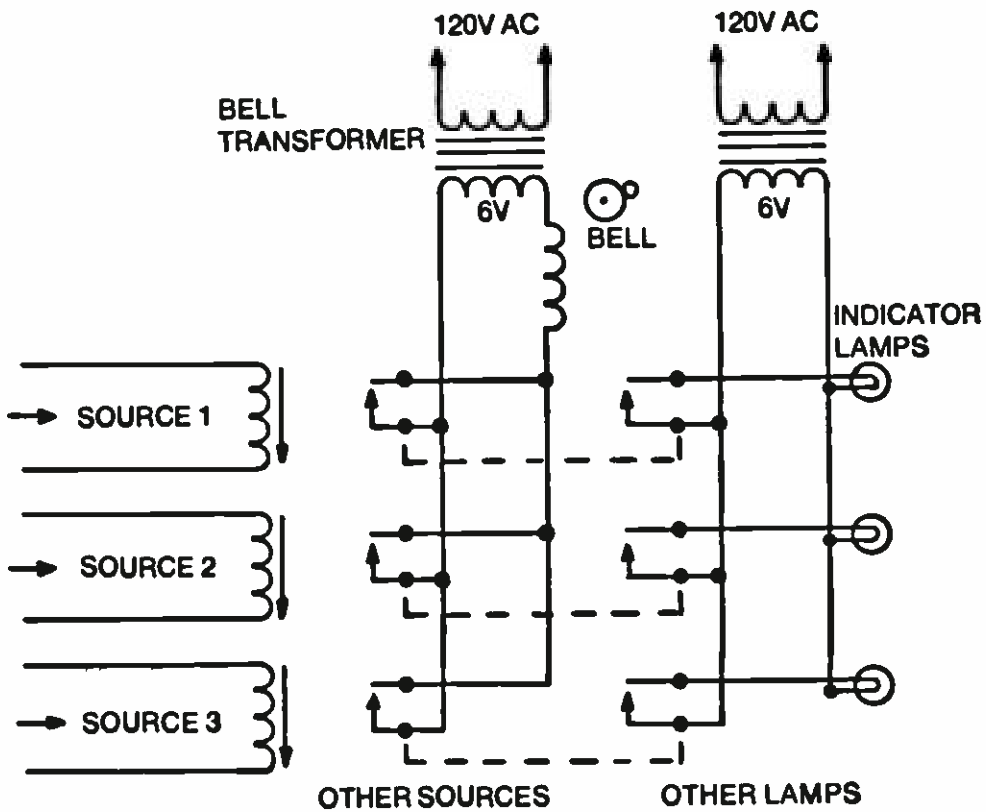 120V AC
120V AC
BELL
TRANSFORMER
6V
BELL
6V
INDICATOR
LAMPS
SOURCE 1
SOURCE 2
SOURCE 3
OTHER SOURCES
OTHER LAMPS